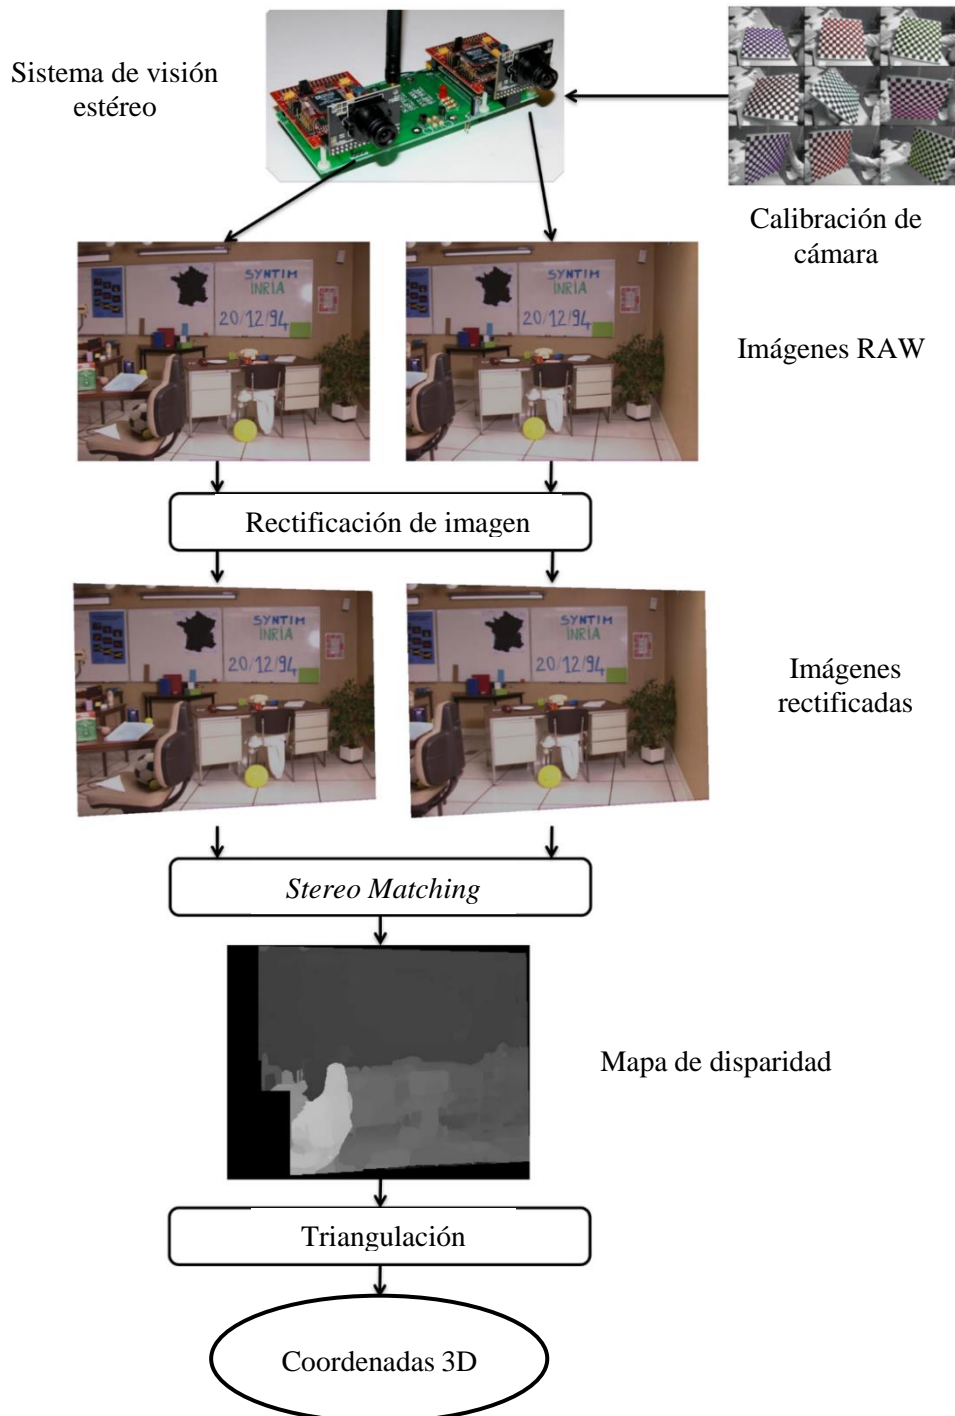 Sistema de visión
estéreo
Calibración de
cámara
SYNTIM
INRIA
20/12/94
SYNTIM
INRIA
20/12/94
Imágenes RAW
Rectificación de imagen
SYNTIM
INRIA
20/12/94
SYNTIM
INRIA
20/12/94
Imágenes
rectificadas
Stereo Matching
Mapa de disparidad
Triangulación
Coordenadas 3D